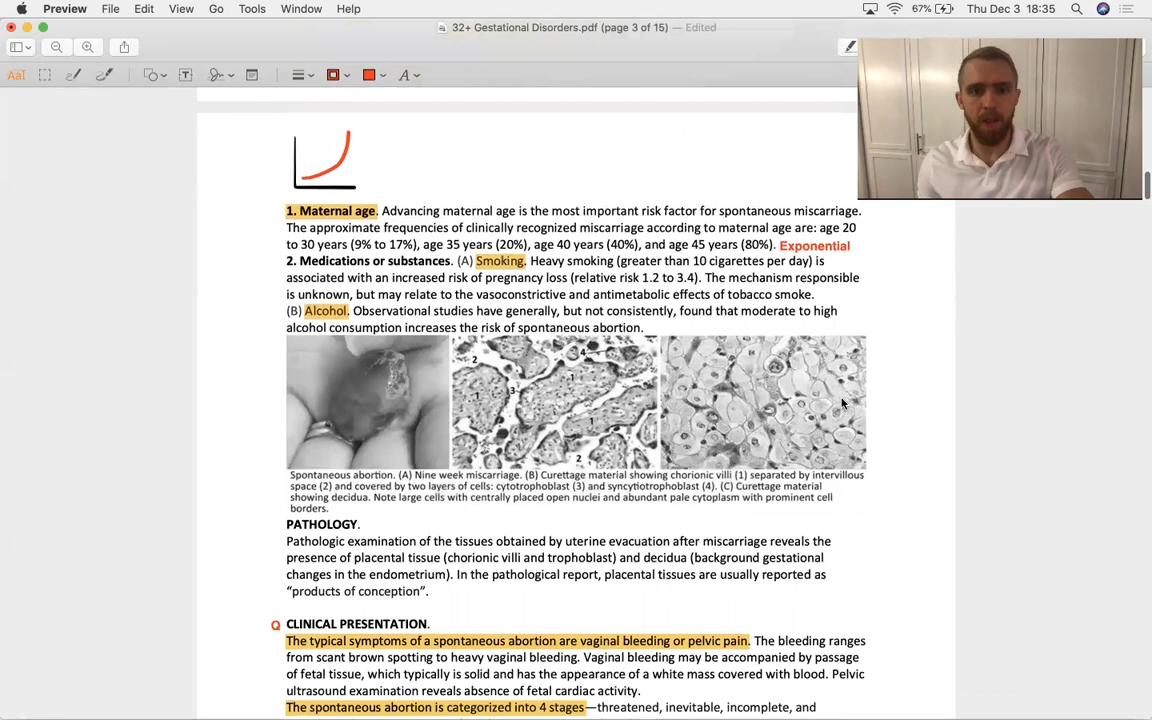 Preview File Edit View Go Tools Window Help 67% Thu Dec 3 18:35
32+ Gestational Disorders.pdf (page 3 of 15) — Edited
AaI T A
1. Maternal age. Advancing maternal age is the most important risk factor for spontaneous miscarriage.
The approximate frequencies of clinically recognized miscarriage according to maternal age are: age 20
to 30 years (9% to 17%), age 35 years (20%), age 40 years (40%), and age 45 years (80%). Exponential
2. Medications or substances. (A) Smoking. Heavy smoking (greater than 10 cigarettes per day) is
associated with an increased risk of pregnancy loss (relative risk 1.2 to 3.4). The mechanism responsible
is unknown, but may relate to the vasoconstrictive and antimetabolic effects of tobacco smoke.
(B) Alcohol. Observational studies have generally, but not consistently, found that moderate to high
alcohol consumption increases the risk of spontaneous abortion.
2 4
1 3 1
1
2
Spontaneous abortion. (A) Nine week miscarriage. (B) Curettage material showing chorionic villi (1) separated by intervillous
space (2) and covered by two layers of cells: cytotrophoblast (3) and syncytiotrophoblast (4). (C) Curettage material
showing decidua. Note large cells with centrally placed open nuclei and abundant pale cytoplasm with prominent cell
borders.
PATHOLOGY.
Pathologic examination of the tissues obtained by uterine evacuation after miscarriage reveals the
presence of placental tissue (chorionic villi and trophoblast) and decidua (background gestational
changes in the endometrium). In the pathological report, placental tissues are usually reported as
“products of conception”.
Q CLINICAL PRESENTATION.
The typical symptoms of a spontaneous abortion are vaginal bleeding or pelvic pain. The bleeding ranges
from scant brown spotting to heavy vaginal bleeding. Vaginal bleeding may be accompanied by passage
of fetal tissue, which typically is solid and has the appearance of a white mass covered with blood. Pelvic
ultrasound examination reveals absence of fetal cardiac activity.
The spontaneous abortion is categorized into 4 stages—threatened, inevitable, incomplete, and